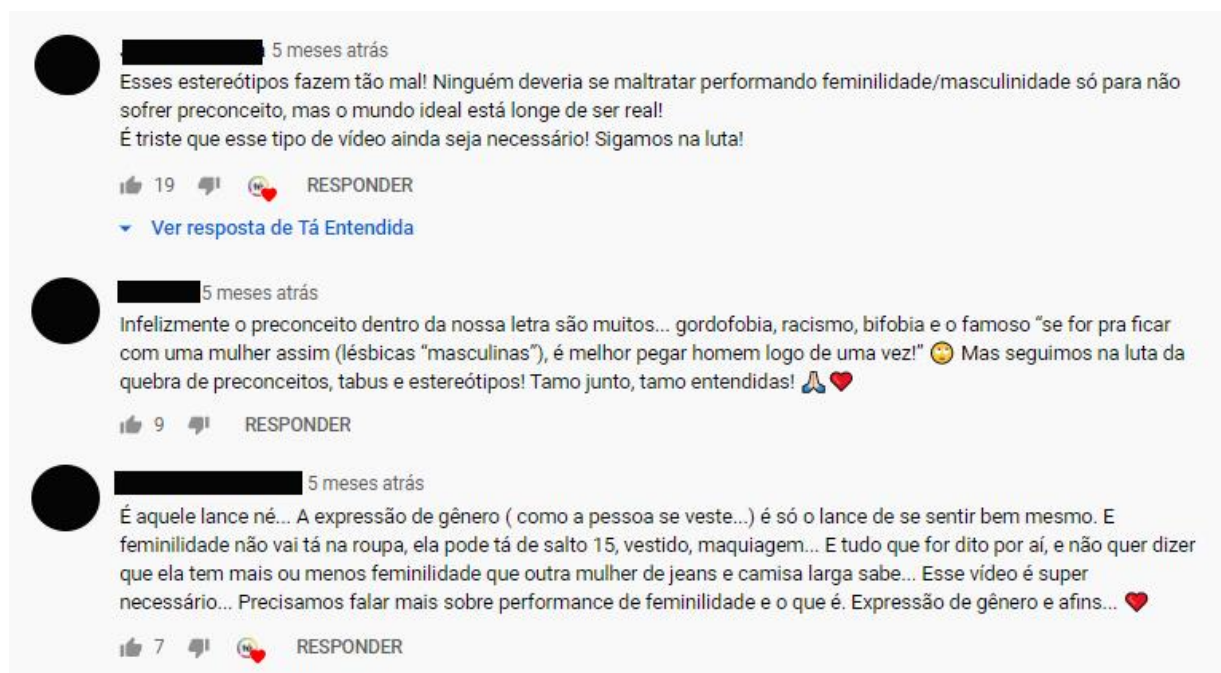 5 meses atrás
Esses estereótipos fazem tão mal! Ninguém deveria se maltratar performando feminilidade/masculinidade só para não
sofrer preconceito, mas o mundo ideal está longe de ser real!
É triste que esse tipo de vídeo ainda seja necessário! Sigamos na luta!
19 RESPONDER
Ver resposta de Tá Entendida
5 meses atrás
Infelizmente o preconceito dentro da nossa letra são muitos... gordofobia, racismo, bifobia e o famoso “se for pra ficar
com uma mulher assim (lésbicas “masculinas”), é melhor pegar homem logo de uma vez!” 🙄 Mas seguimos na luta da
quebra de preconceitos, tabus e estereótipos! Tamo junto, tamo entendidas! 🙏🏻❤️
9 RESPONDER
5 meses atrás
É aquele lance né... A expressão de gênero ( como a pessoa se veste...) é só o lance de se sentir bem mesmo. E
feminilidade não vai tá na roupa, ela pode tá de salto 15, vestido, maquiagem... E tudo que for dito por aí, e não quer dizer
que ela tem mais ou menos feminilidade que outra mulher de jeans e camisa larga sabe... Esse vídeo é super
necessário... Precisamos falar mais sobre performance de feminilidade e o que é. Expressão de gênero e afins... ❤️
7 RESPONDER